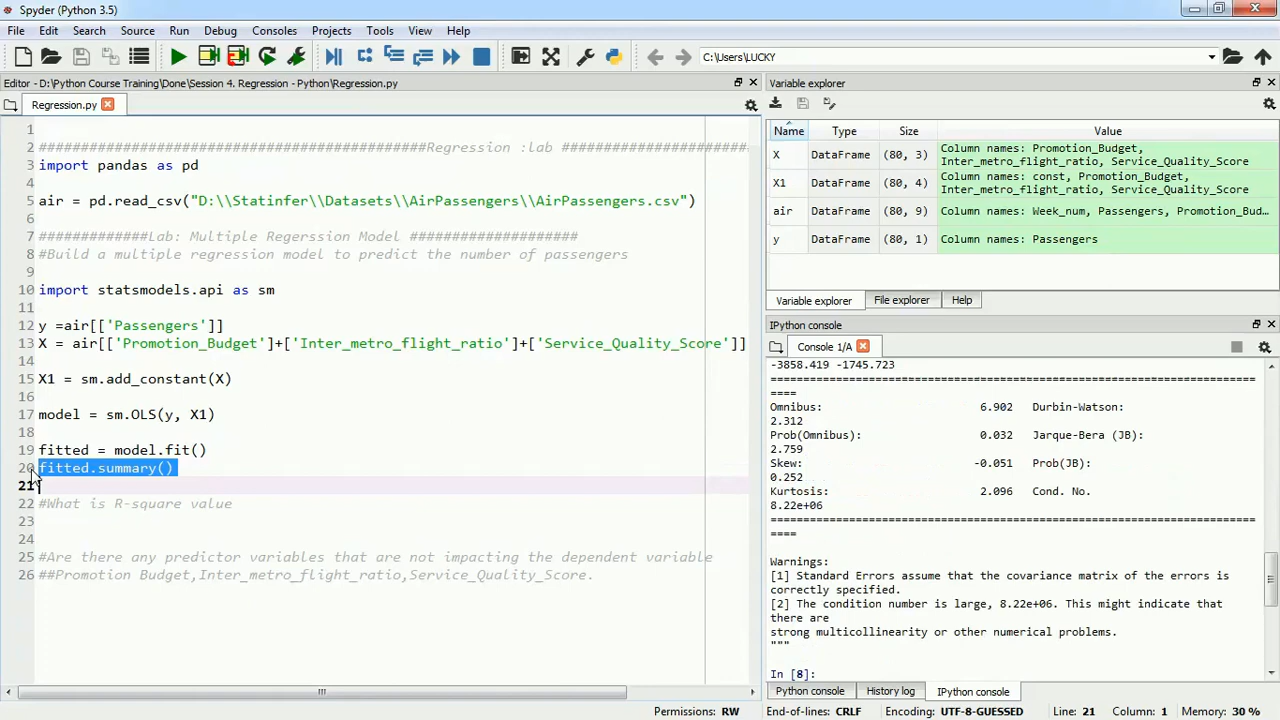 Spyder (Python 3.5)
File Edit Search Source Run Debug Consoles Projects Tools View Help
C:\Users\LUCKY
Editor - D:\Python Course Training\Done\Session 4. Regression - Python\Regression.py
Regression.py
1
2 ############################################Regression :lab #######################
3 import pandas as pd
4
5 air = pd.read_csv("D:\\Statinfer\\Datasets\\AirPassengers\\AirPassengers.csv")
6
7 #############Lab: Multiple Regerssion Model ####################
8 #Build a multiple regression model to predict the number of passengers
9
10 import statsmodels.api as sm
11
12 y =air[['Passengers']]
13 X = air[['Promotion_Budget']+['Inter_metro_flight_ratio']+['Service_Quality_Score']]
14
15 X1 = sm.add_constant(X)
16
17 model = sm.OLS(y, X1)
18
19 fitted = model.fit()
20 fitted.summary()
21
22 #What is R-square value
23
24
25 #Are there any predictor variables that are not impacting the dependent variable
26 ##Promotion Budget,Inter_metro_flight_ratio,Service_Quality_Score.
Variable explorer
Name Type Size Value
X DataFrame (80, 3) Column names: Promotion_Budget,
Inter_metro_flight_ratio, Service_Quality_Score
X1 DataFrame (80, 4) Column names: const, Promotion_Budget,
Inter_metro_flight_ratio, Service_Quality_Score
air DataFrame (80, 9) Column names: Week_num, Passengers, Promotion_Bud...
y DataFrame (80, 1) Column names: Passengers
Variable explorer File explorer Help
IPython console
Console 1/A
-3858.419 -1745.723
==============================================================================
====
Omnibus: 6.902 Durbin-Watson:
2.312
Prob(Omnibus): 0.032 Jarque-Bera (JB):
2.759
Skew: -0.051 Prob(JB):
0.252
Kurtosis: 2.096 Cond. No.
8.22e+06
==============================================================================
====
Warnings:
[1] Standard Errors assume that the covariance matrix of the errors is
correctly specified.
[2] The condition number is large, 8.22e+06. This might indicate that
there are
strong multicollinearity or other numerical problems.
"""
In [8]:
Python console History log IPython console
Permissions: RW End-of-lines: CRLF Encoding: UTF-8-GUESSED Line: 21 Column: 1 Memory: 30 %